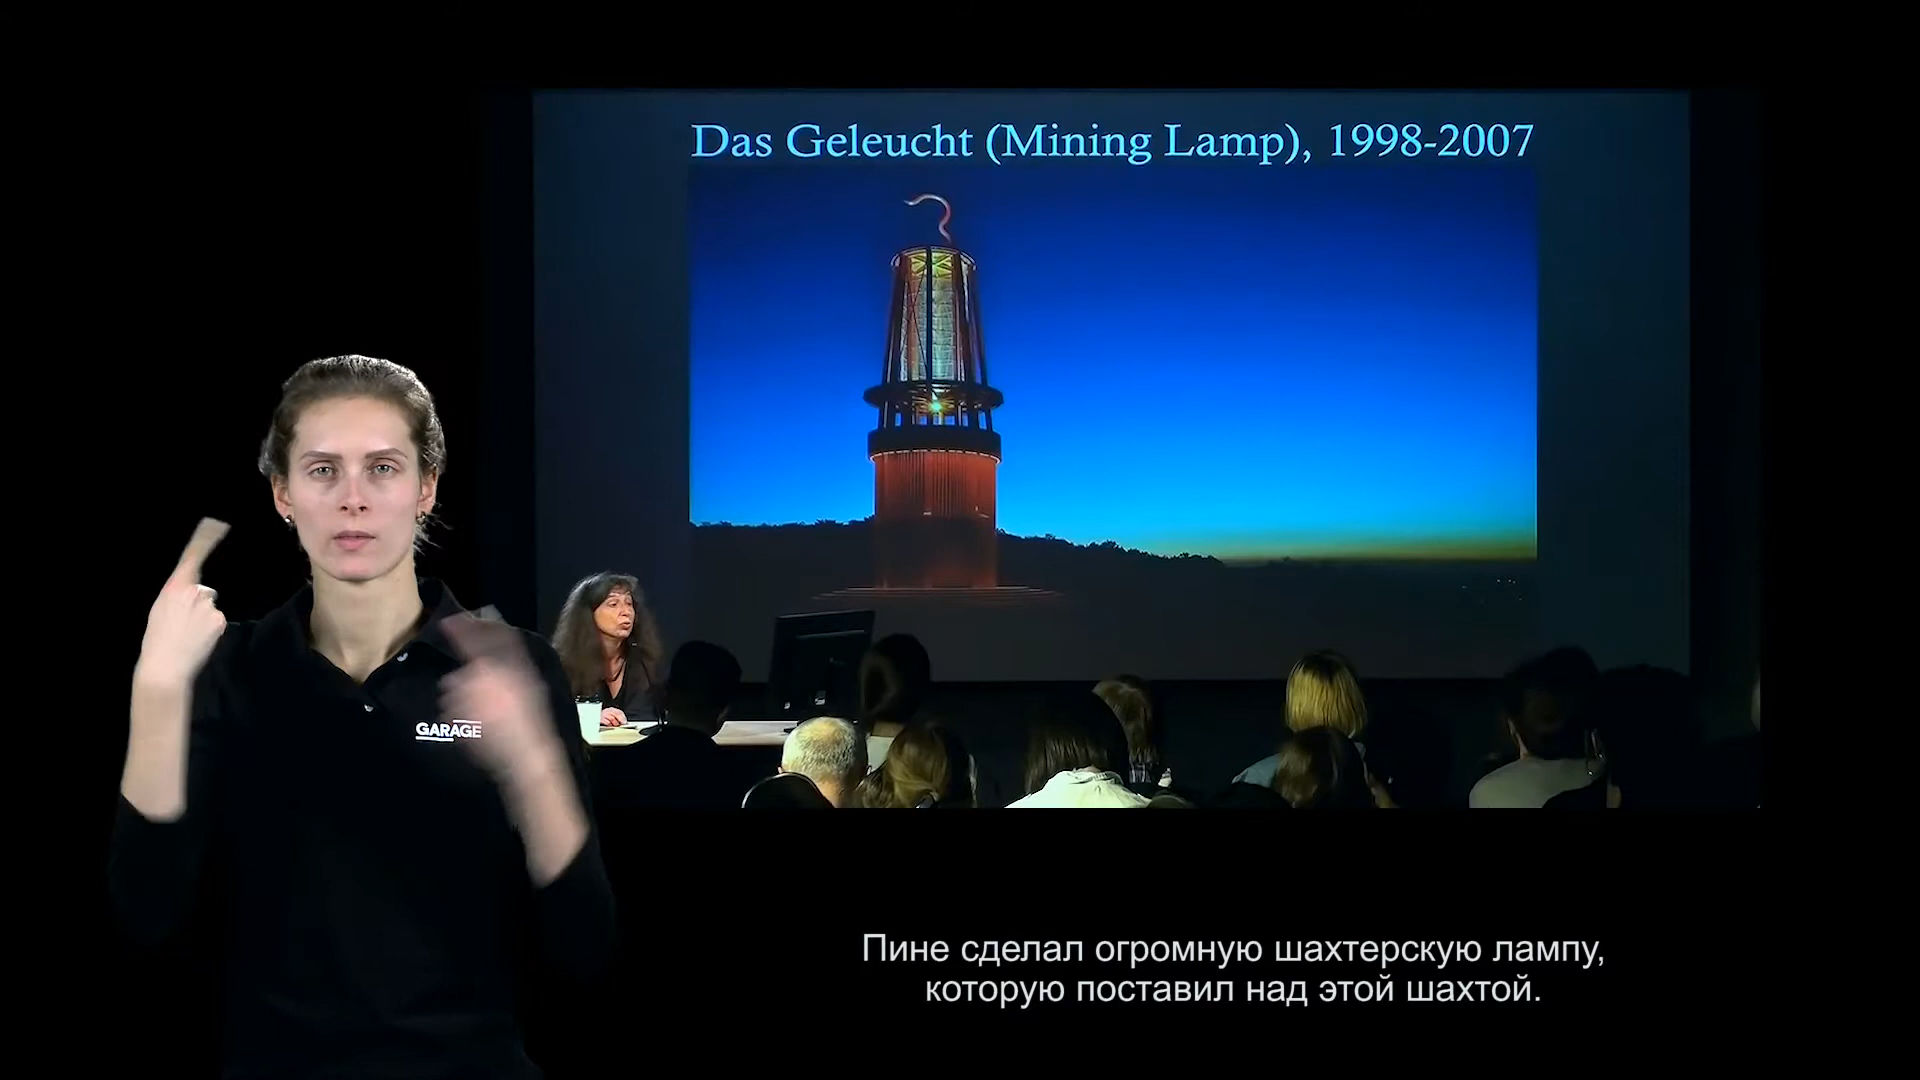 Das Geleucht (Mining Lamp), 1998-2007
GARAGE
Пине сделал огромную шахтерскую лампу,
которую поставил над этой шахтой.